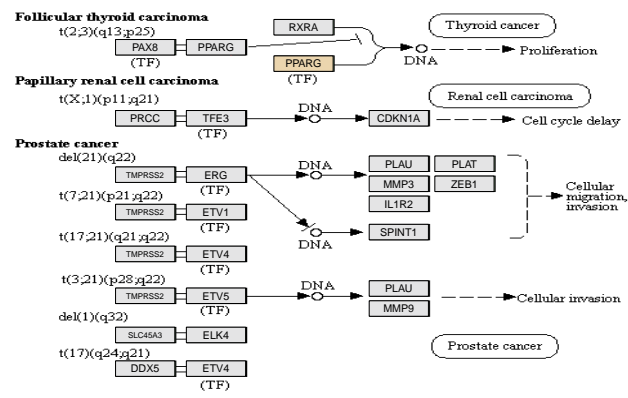 Follicular thyroid carcinoma
t(2;3)(q13;p25)
PAX8 PPARG
(TF)
RXRA
PPARG
(TF)
DNA
Thyroid cancer
Proliferation
Papillary renal cell carcinoma
t(X;1)(p11;q21)
PRCC TFE3
(TF)
DNA
CDKN1A
Renal cell carcinoma
Cell cycle delay
Prostate cancer
del(21)(q22)
TMPRSS2 ERG
(TF)
DNA
PLAU PLAT
MMP3 ZEB1
IL1R2
Cellular
migration,
invasion
t(7;21)(p21;q22)
TMPRSS2 ETV1
(TF)
DNA
SPINT1
t(17;21)(q21;q22)
TMPRSS2 ETV4
(TF)
t(3;21)(p28;q22)
TMPRSS2 ETV5
(TF)
DNA
PLAU
MMP9
Cellular invasion
del(1)(q32)
SLC45A3 ELK4
Prostate cancer
t(17)(q24;q21)
DDX5 ETV4
(TF)